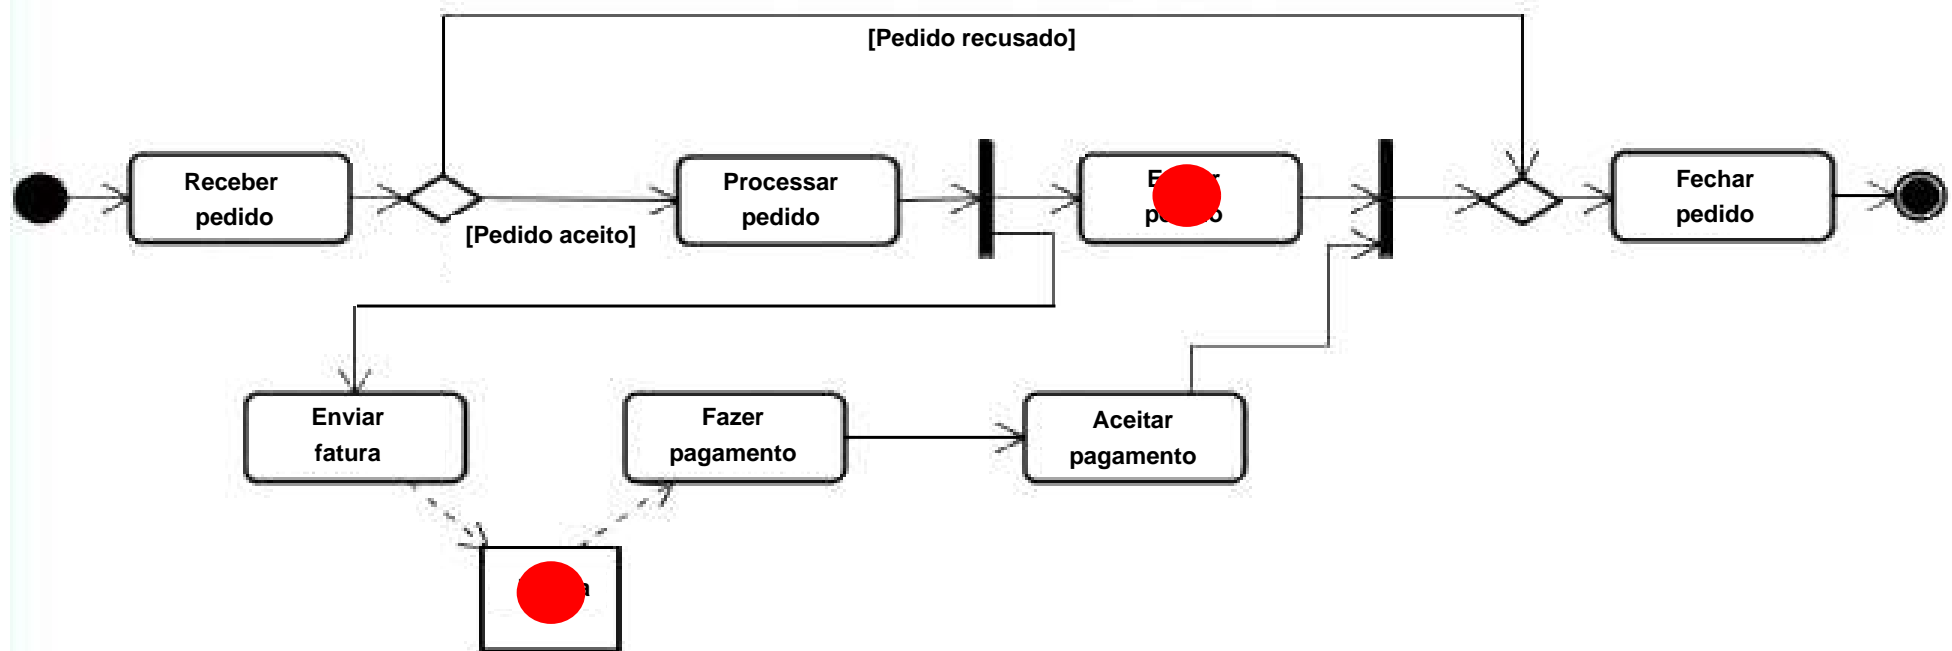 [Pedido recusado]
Receber
pedido
[Pedido aceito]
Processar
pedido
Fechar
pedido
Enviar
fatura
Fazer
pagamento
Aceitar
pagamento